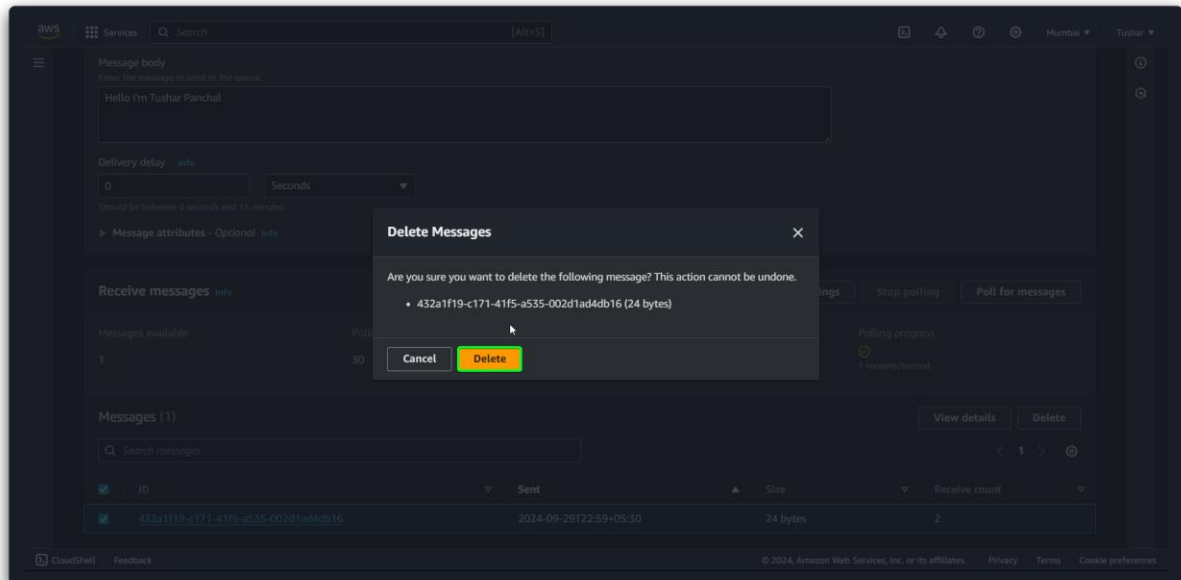 aws Services Search [Alt+S] Mumbai Tushar
Message body
Enter the message to send to the queue.
Hello I'm Tushar Panchal
Delivery delay Info
0 Seconds
Should be between 0 seconds and 15 minutes.
Message attributes - Optional Info
Delete Messages
Are you sure you want to delete the following message? This action cannot be undone.
• 432a1f19-c171-41f5-a535-002d1ad4db16 (24 bytes)
Cancel Delete
Receive messages Info Stop polling Poll for messages
Messages available Polling progress
1 30 1 receives/second
Messages (1) View details Delete
Search messages 1
ID Sent Size Receive count
432a1f19-c171-41f5-a535-002d1ad4db16 2024-09-29T22:59+05:30 24 bytes 2
CloudShell Feedback © 2024, Amazon Web Services, Inc. or its affiliates. Privacy Terms Cookie preferences